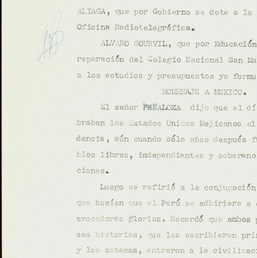 ALIAGA, que por Gobierno se dote a la
Oficina Radiotelegráfica.
ALVARO GOURVIL, que por Educación
reparación del Colegio Nacional San Ma
a los estudios y presupuestos ya formu
HOMENAJE A MEXICO.
El señor PEÑALOZA dijo que el dí
braban los Estados Unidos Mejicanos el
dencia, aún cuando sólo años después f
blos libres, independientes y soberano
ciones.
Luego se refirió a la conjugación
que hacían que el Perú se adhiriera a
evocadoras glorias. Recordó que ambos p
sas Historias, que las escribieron prim
y los aztecas, entraron a la civilizac